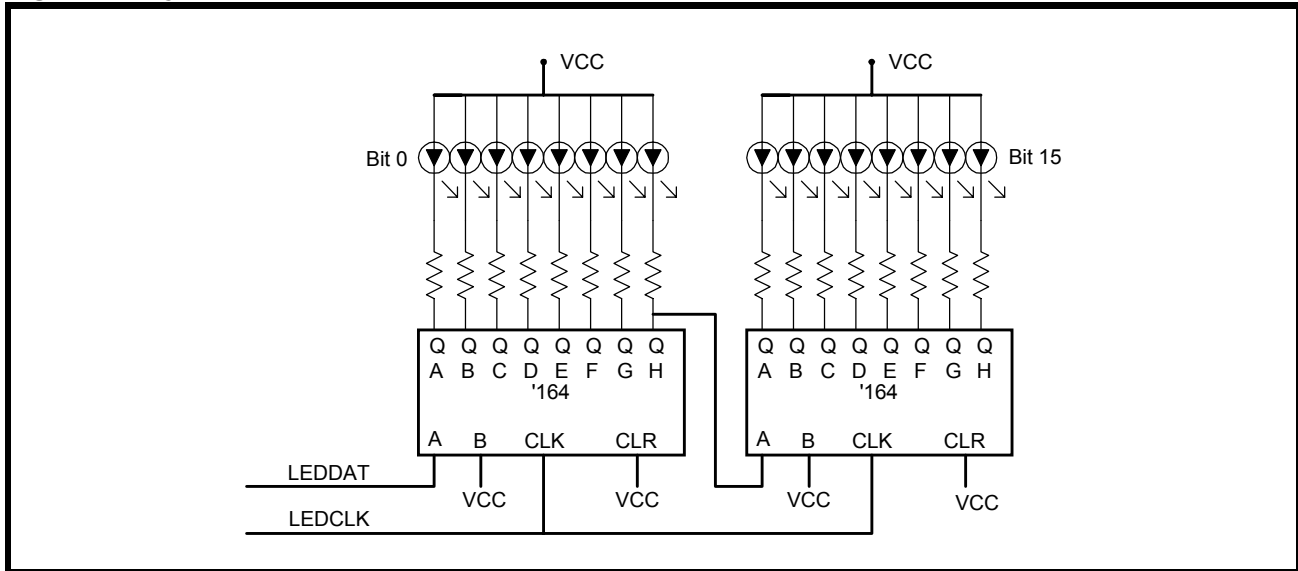 VCC VCC
Bit 0 Bit 15
Q Q Q Q Q Q Q Q Q Q Q Q Q Q Q Q
A B C D E F G H A B C D E F G H
'164 '164
A B CLK CLR A B CLK CLR
LEDDAT
VCC VCC VCC VCC
LEDCLK